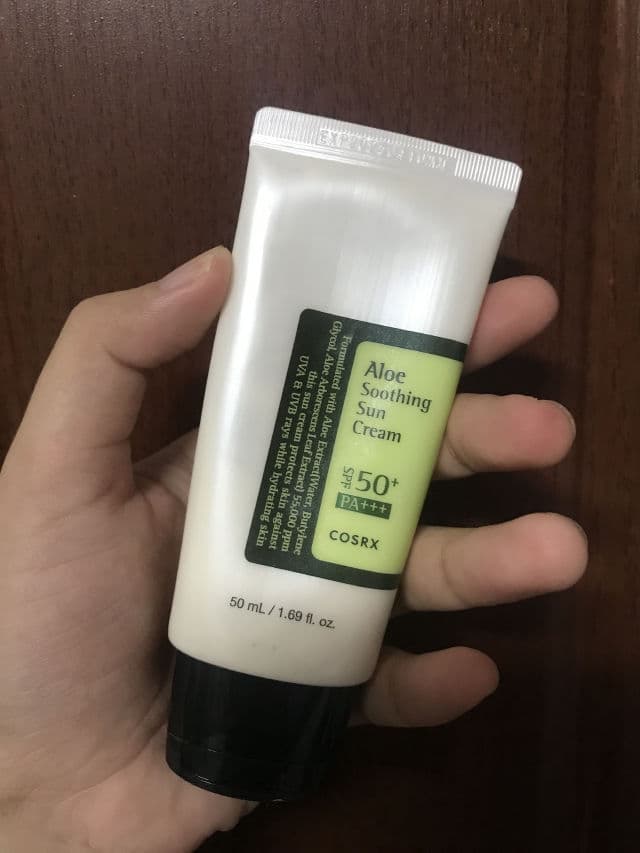 Aloe
Soothing
Sun
Cream
SPF 50+
PA+++
COSRX
Formulated with Aloe Extract(Water, Butylene
Glycol, Aloe Arborescens Leaf Extract) 55,000 ppm
this sun cream protects skin against
UVA & UVB rays while hydrating skin
50 mL / 1.69 fl. oz.